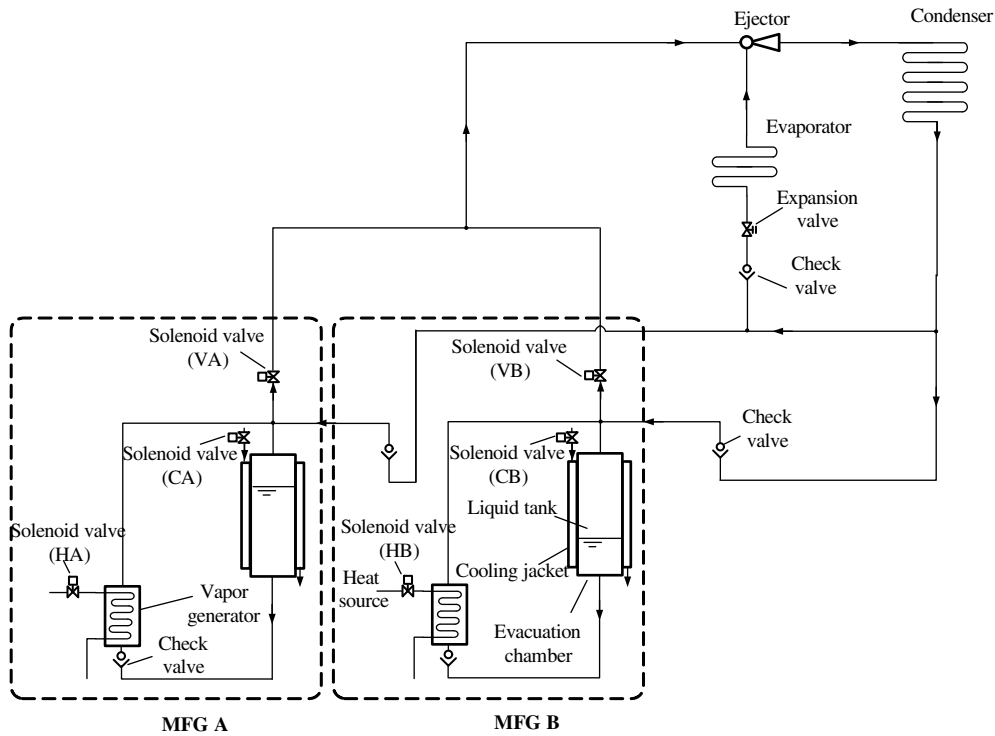 Ejector
Condenser
Evaporator
Expansion
valve
Check
valve
Solenoid valve
(VA)
Solenoid valve
(VB)
Check
valve
Solenoid valve
(CA)
Solenoid valve
(CB)
Liquid tank
Solenoid valve
(HA)
Solenoid valve
(HB)
Cooling jacket
Heat
source
Vapor
generator
Evacuation
chamber
Check
valve
MFG A
MFG B